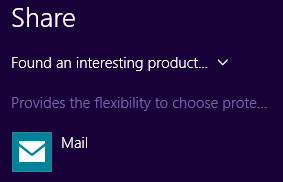 Share
Found an interesting product...
Provides the flexibility to choose prote...
Mail